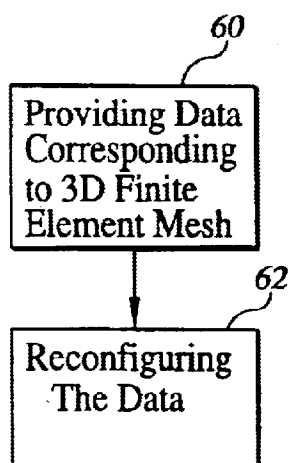 60
Providing Data
Corresponding
to 3D Finite
Element Mesh
62
Reconfiguring
The Data